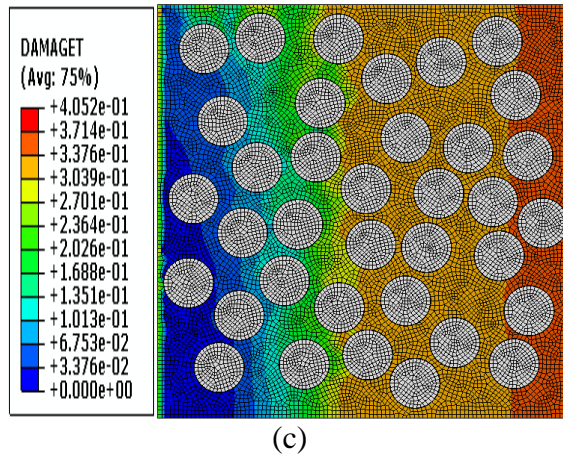 DAMAGET
(Avg: 75%)
+4.052e-01
+3.714e-01
+3.376e-01
+3.039e-01
+2.701e-01
+2.364e-01
+2.026e-01
+1.688e-01
+1.351e-01
+1.013e-01
+6.753e-02
+3.376e-02
+0.000e+00
(c)